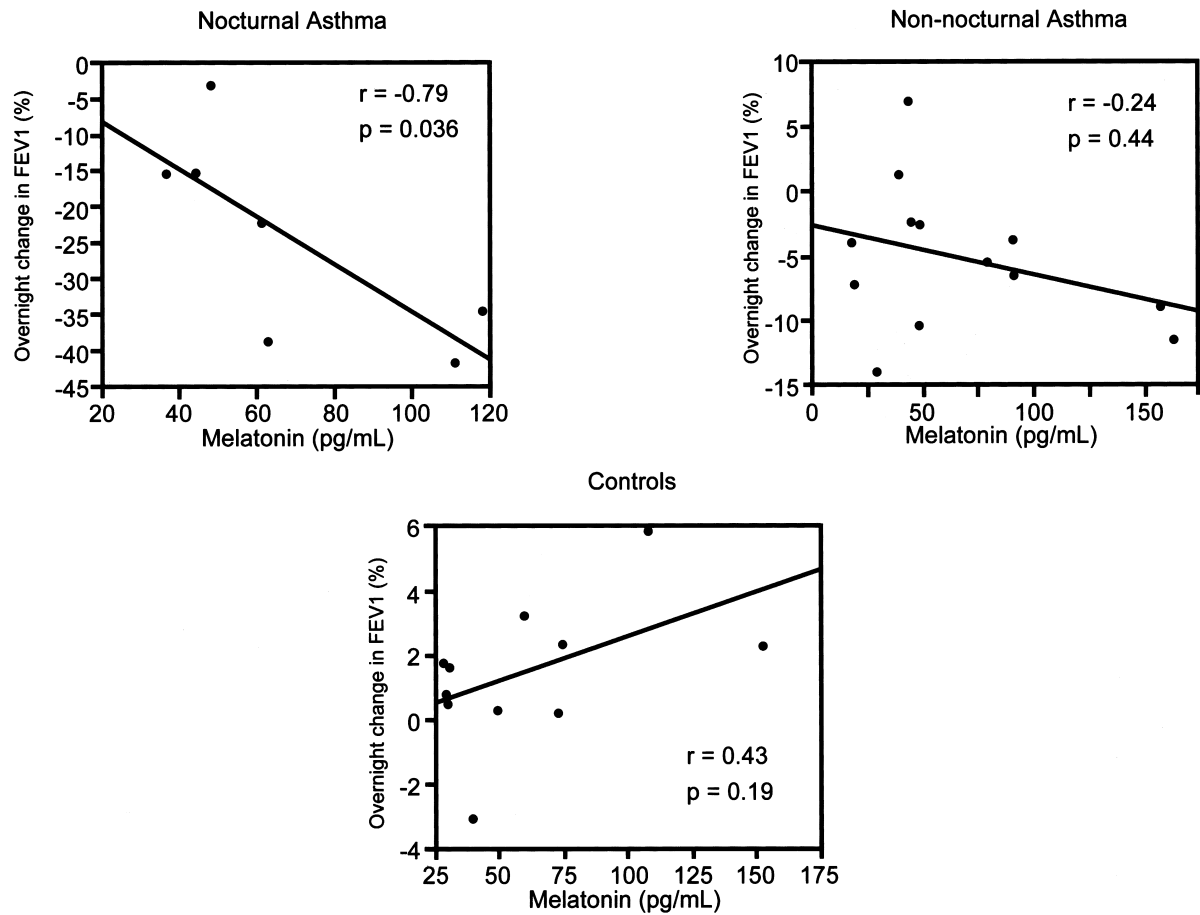 Nocturnal Asthma
0
-5
-10
-15
-20
-25
-30
-35
-40
-45
Overnight change in FEV1 (%)
r = -0.79
p = 0.036
20 40 60 80 100 120
Melatonin (pg/mL)
Non-nocturnal Asthma
10
5
0
-5
-10
-15
Overnight change in FEV1 (%)
r = -0.24
p = 0.44
0 50 100 150
Melatonin (pg/mL)
Controls
6
4
2
0
-2
-4
Overnight change in FEV1 (%)
r = 0.43
p = 0.19
25 50 75 100 125 150 175
Melatonin (pg/mL)